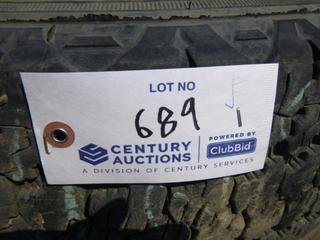 LOT NO
689
CENTURY AUCTIONS
POWERED BY
ClubBid
A DIVISION OF CENTURY SERVICES